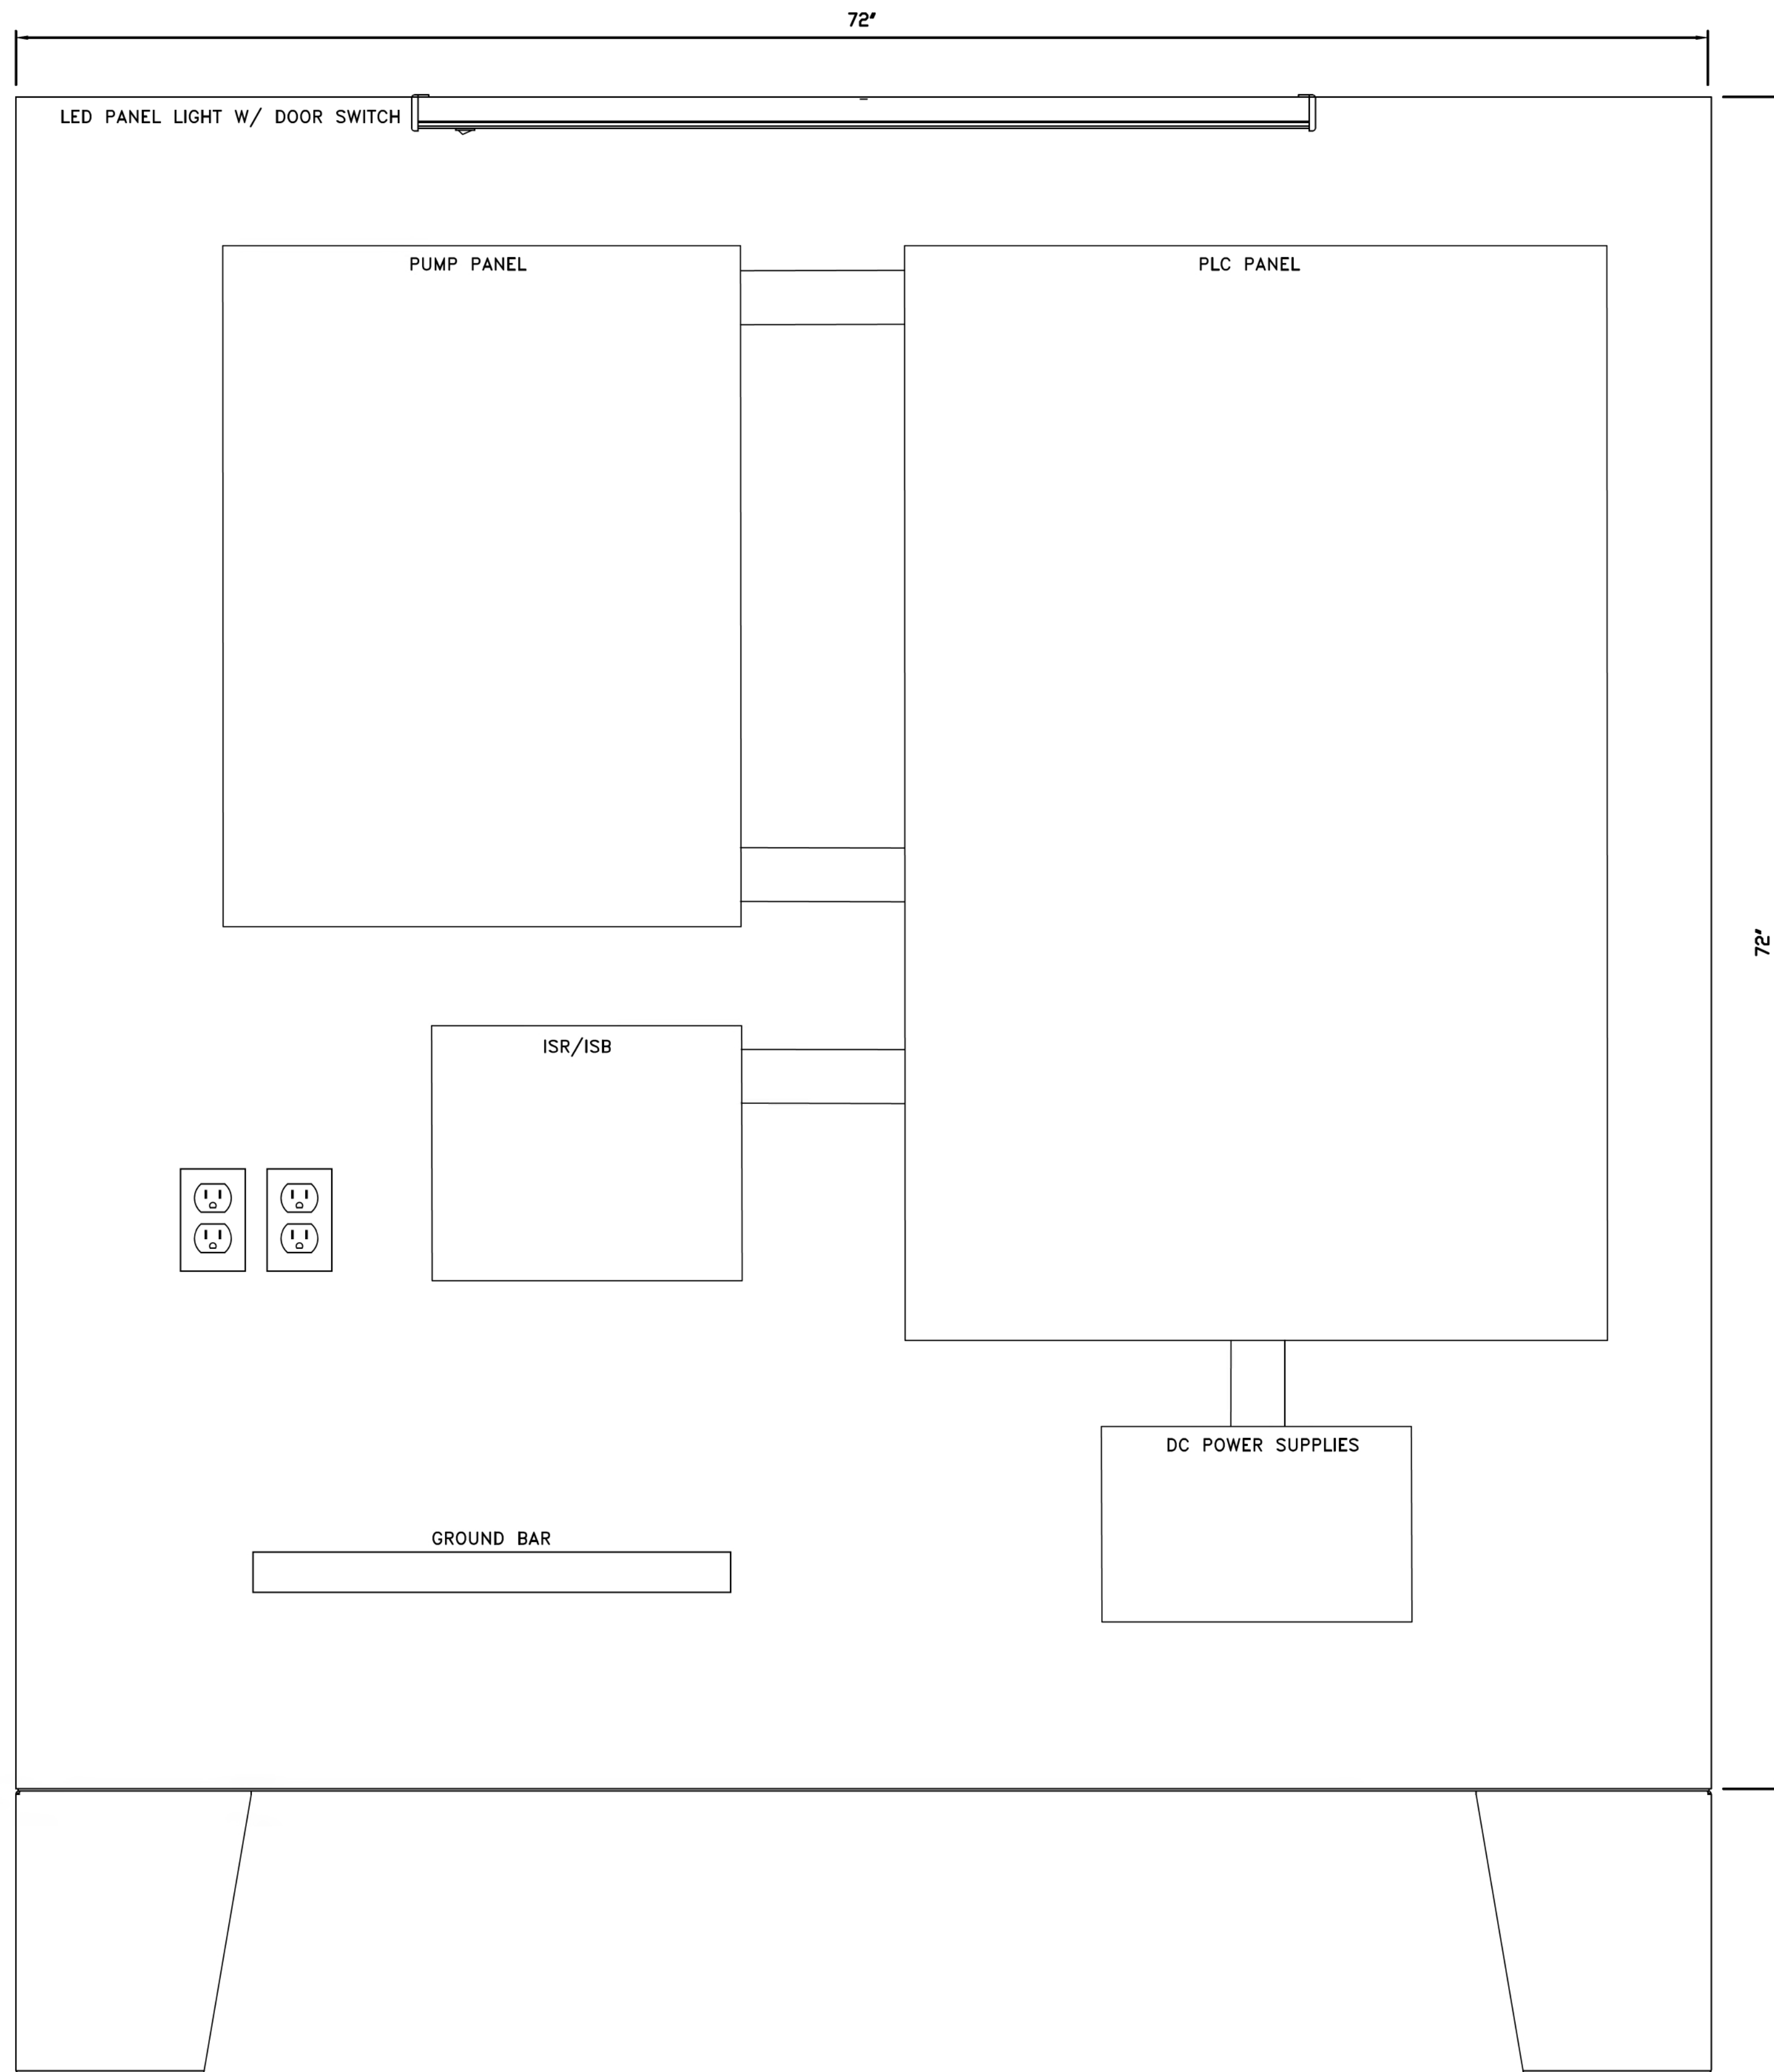 72"
LED PANEL LIGHT W/ DOOR SWITCH
PUMP PANEL
PLC PANEL
72"
ISR/ISB
DC POWER SUPPLIES
GROUND BAR